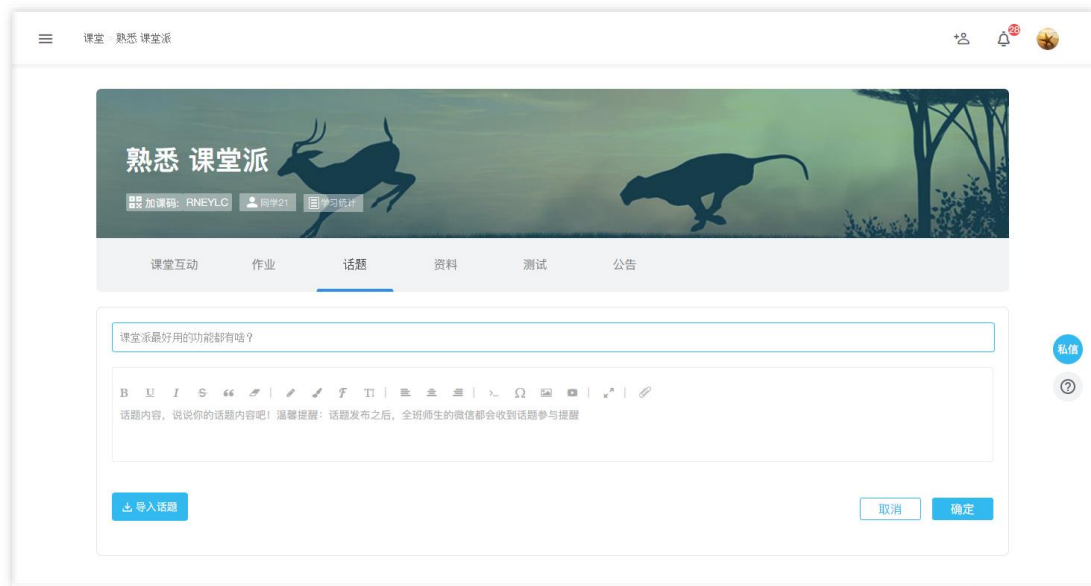 课堂 熟悉 课堂派
28
熟悉 课堂派
加课码: RNEYLC 同学21 学习统计
课堂互动 作业 话题 资料 测试 公告
课堂派最好用的功能都有啥？
私信
B U I S F TI Ω
话题内容，说说你的话题内容吧！温馨提醒：话题发布之后，全班师生的微信都会收到话题参与提醒
导入话题 取消 确定